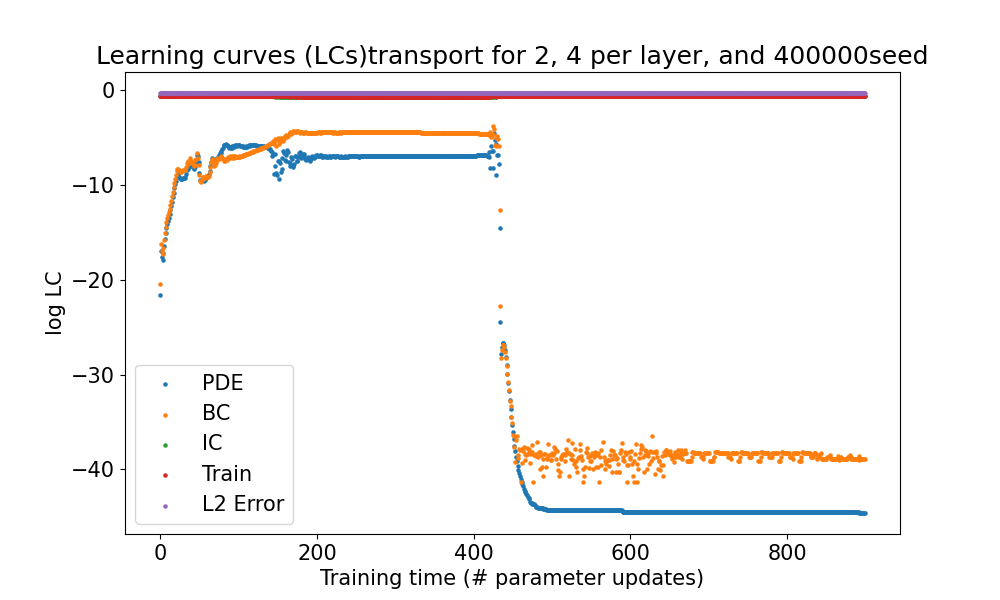 Learning curves (LCs)transport for 2, 4 per layer, and 400000seed
log LC
0
−10
−20
−30
−40
PDE
BC
IC
Train
L2 Error
0 200 400 600 800
Training time (# parameter updates)